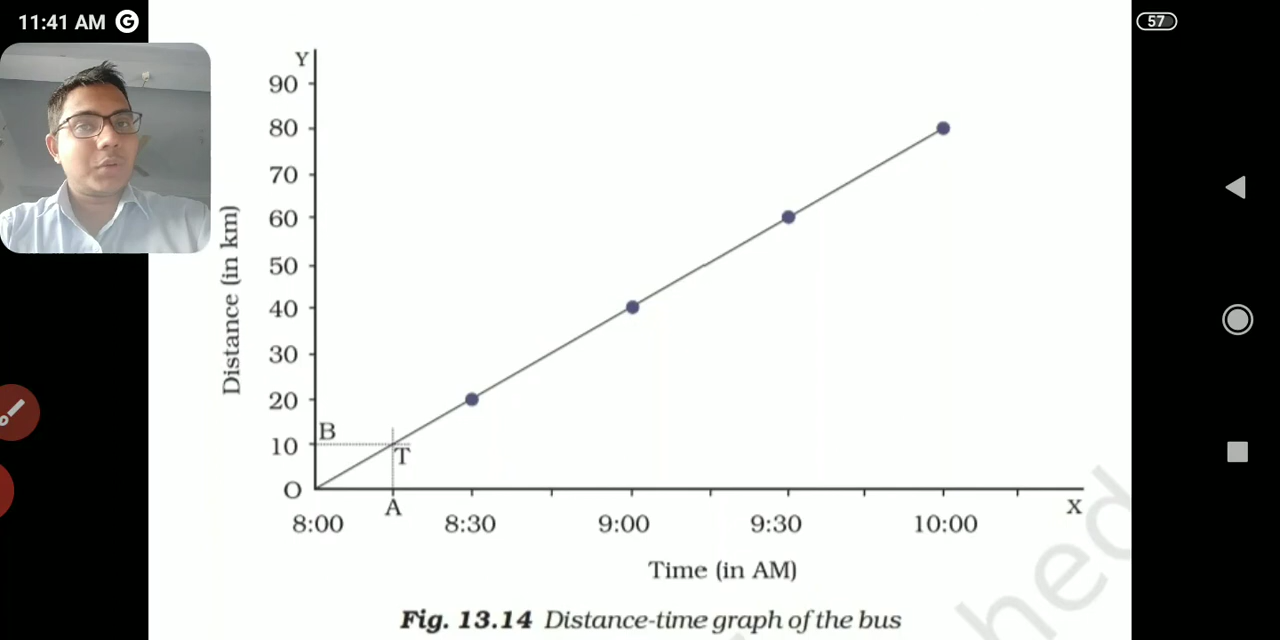 11:41 AM G
57
Y
90
80
70
60
50
40
30
20
10
O
Distance (in km)
B
T
A
X
8:00 8:30 9:00 9:30 10:00
Time (in AM)
Fig. 13.14 Distance-time graph of the bus
hed